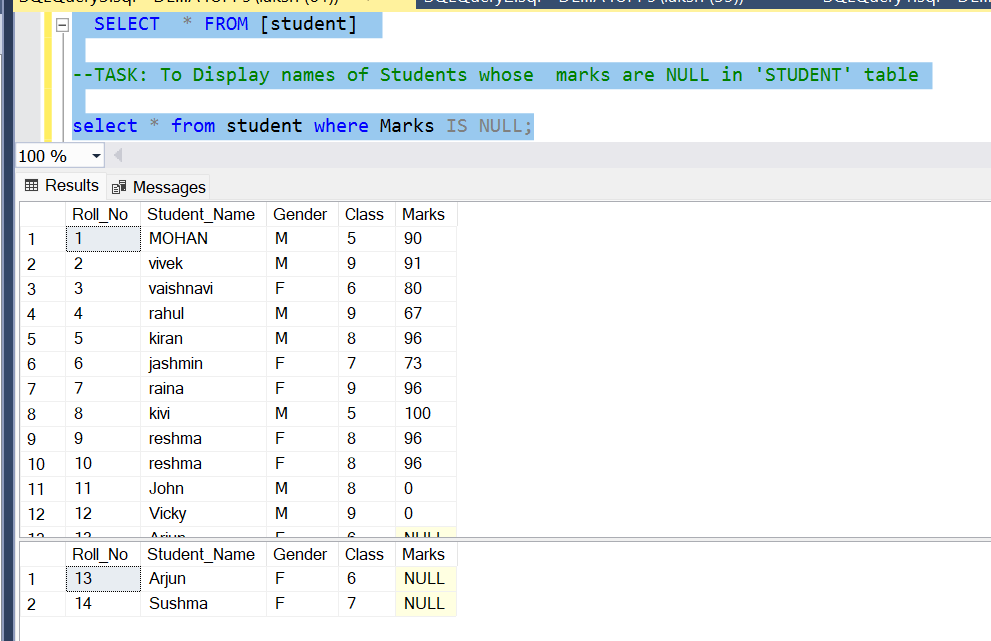 SELECT  * FROM [student]
--TASK: To Display names of Students whose  marks are NULL in 'STUDENT' table
select * from student where Marks IS NULL;
100 %
Results Messages
Roll_No Student_Name Gender Class Marks
1 1 MOHAN M 5 90
2 2 vivek M 9 91
3 3 vaishnavi F 6 80
4 4 rahul M 9 67
5 5 kiran M 8 96
6 6 jashmin F 7 73
7 7 raina F 9 96
8 8 kivi M 5 100
9 9 reshma F 8 96
10 10 reshma F 8 96
11 11 John M 8 0
12 12 Vicky M 9 0
13 13 Arjun F 6 NULL
Roll_No Student_Name Gender Class Marks
1 13 Arjun F 6 NULL
2 14 Sushma F 7 NULL